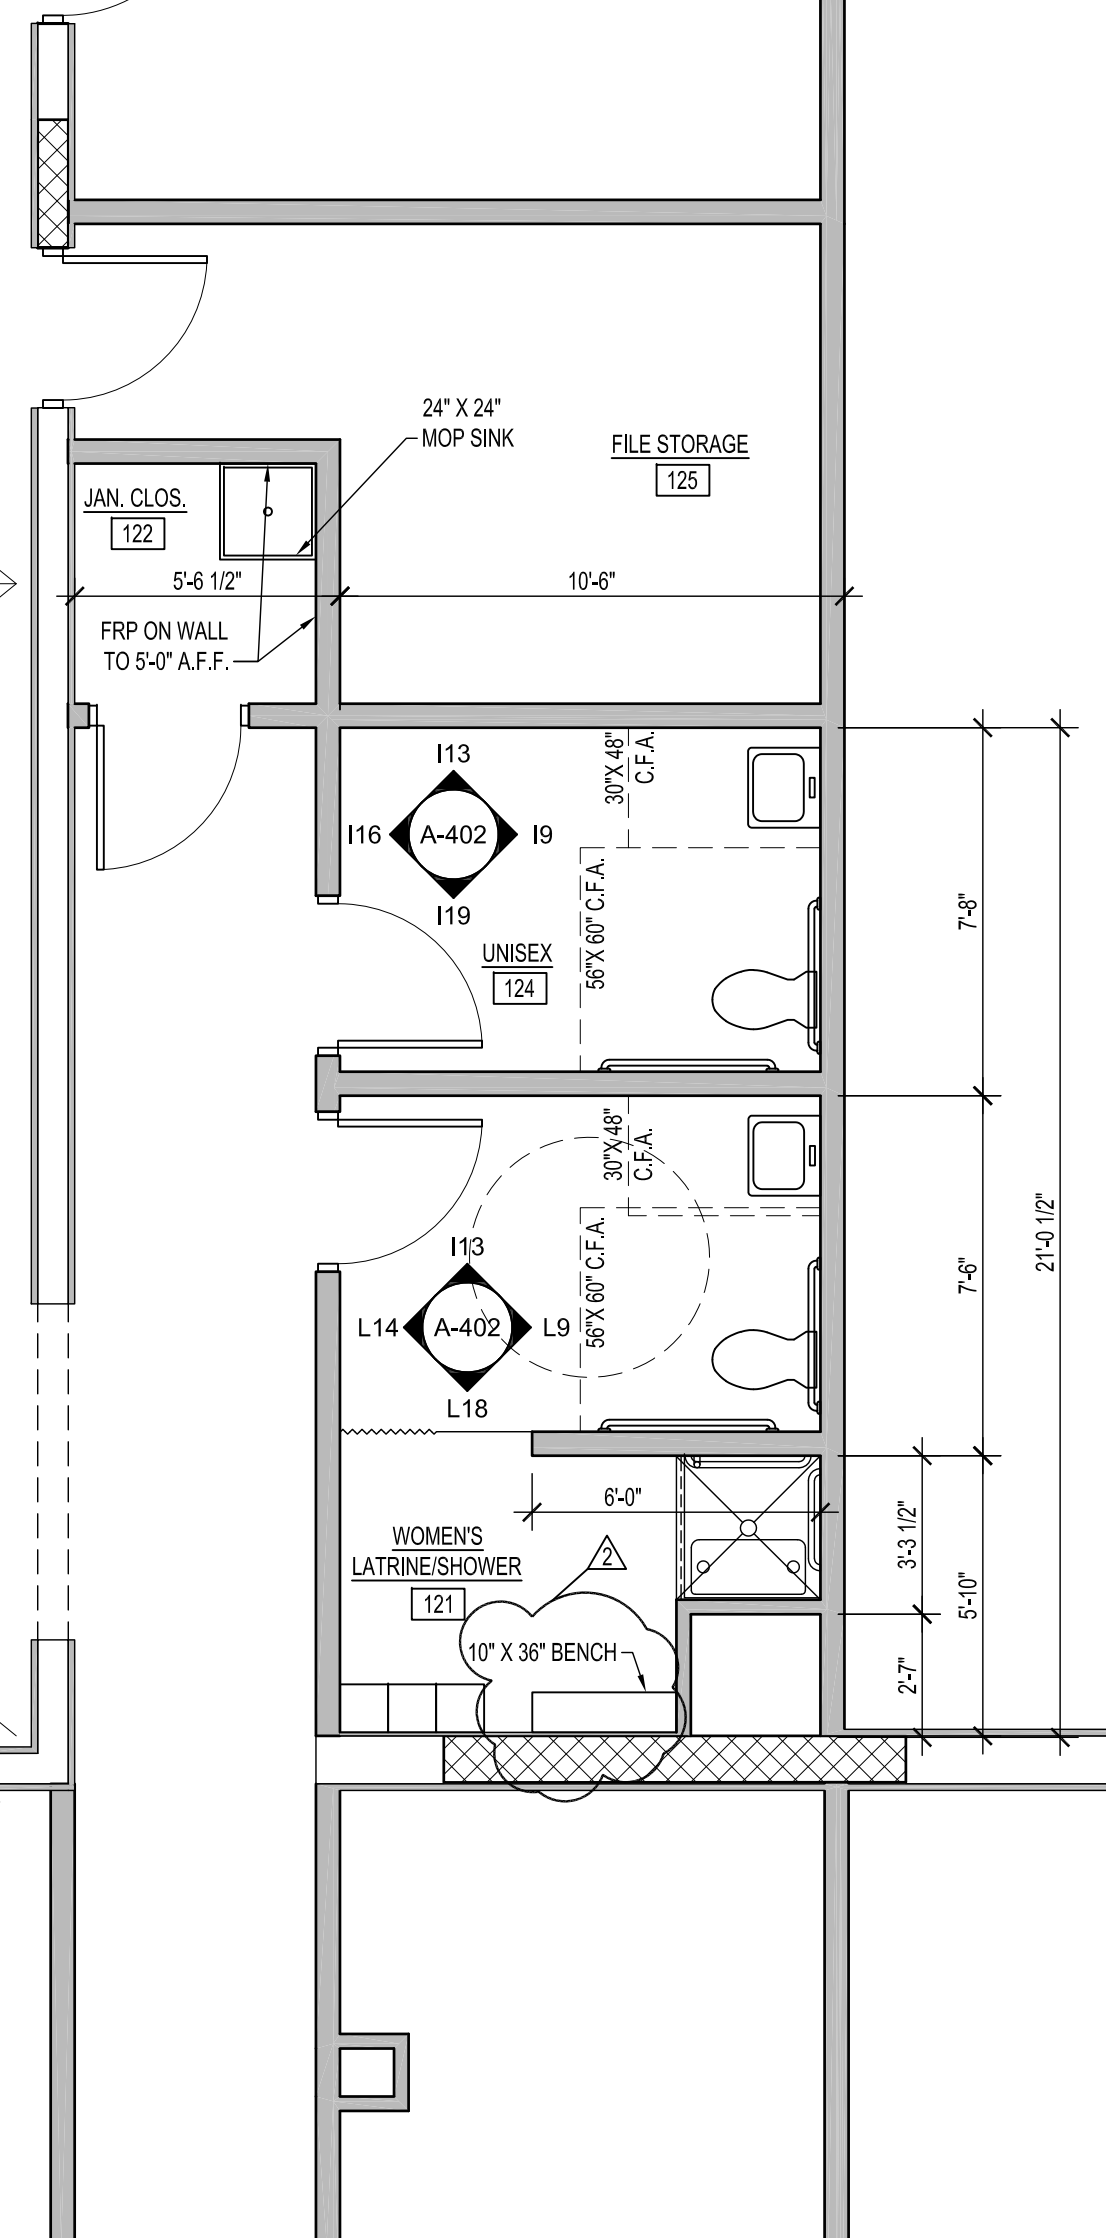 24" X 24"
MOP SINK
FILE STORAGE
125
JAN. CLOS.
122
5'-6 1/2"
10'-6"
FRP ON WALL
TO 5'-0" A.F.F.
I13
I16
A-402
I9
I19
30"X 48"
C.F.A.
56"X 60" C.F.A.
UNISEX
124
7'-8"
30"X 48"
C.F.A.
56"X 60" C.F.A.
I13
L14
A-402
L9
L18
7'-6"
21'-0 1/2"
6'-0"
WOMEN'S
LATRINE/SHOWER
121
2
10" X 36" BENCH
3'-3 1/2"
5'-10"
2'-7"